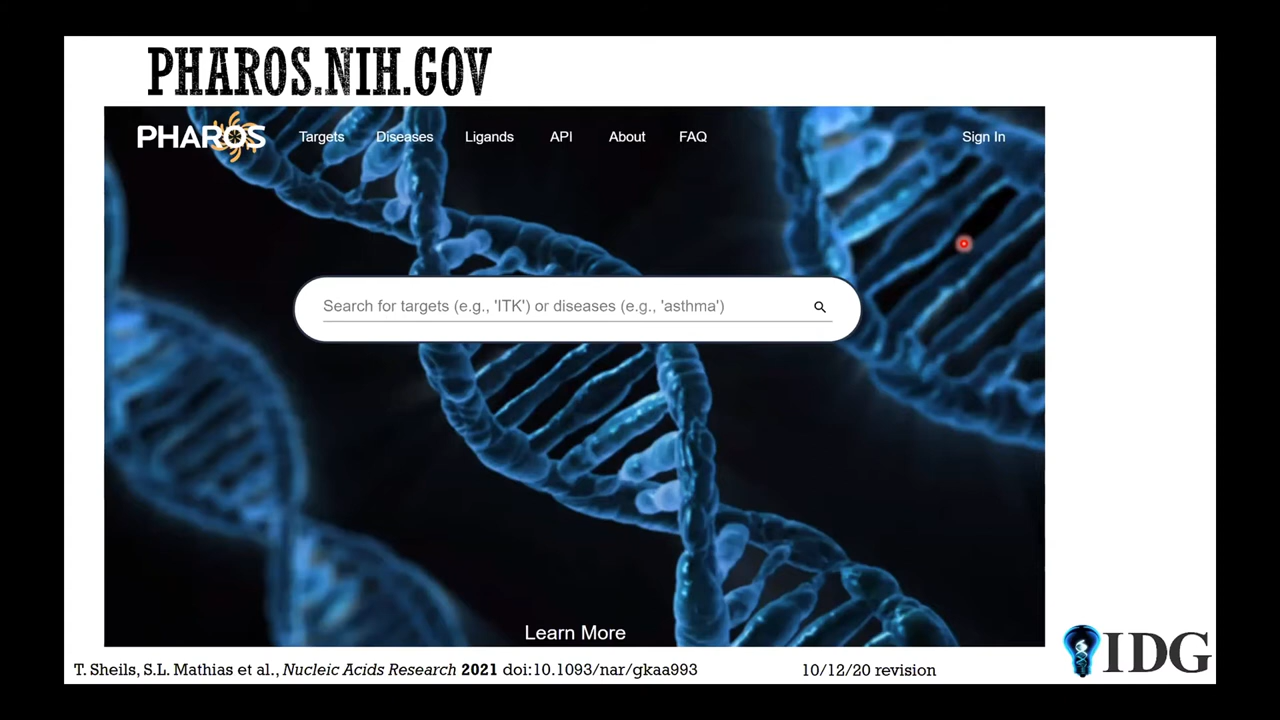 PHAROS.NIH.GOV
PHAROS Targets Diseases Ligands API About FAQ Sign In
Search for targets (e.g., 'ITK') or diseases (e.g., 'asthma')
Learn More
IDG
T. Sheils, S.L. Mathias et al., Nucleic Acids Research 2021 doi:10.1093/nar/gkaa993 10/12/20 revision